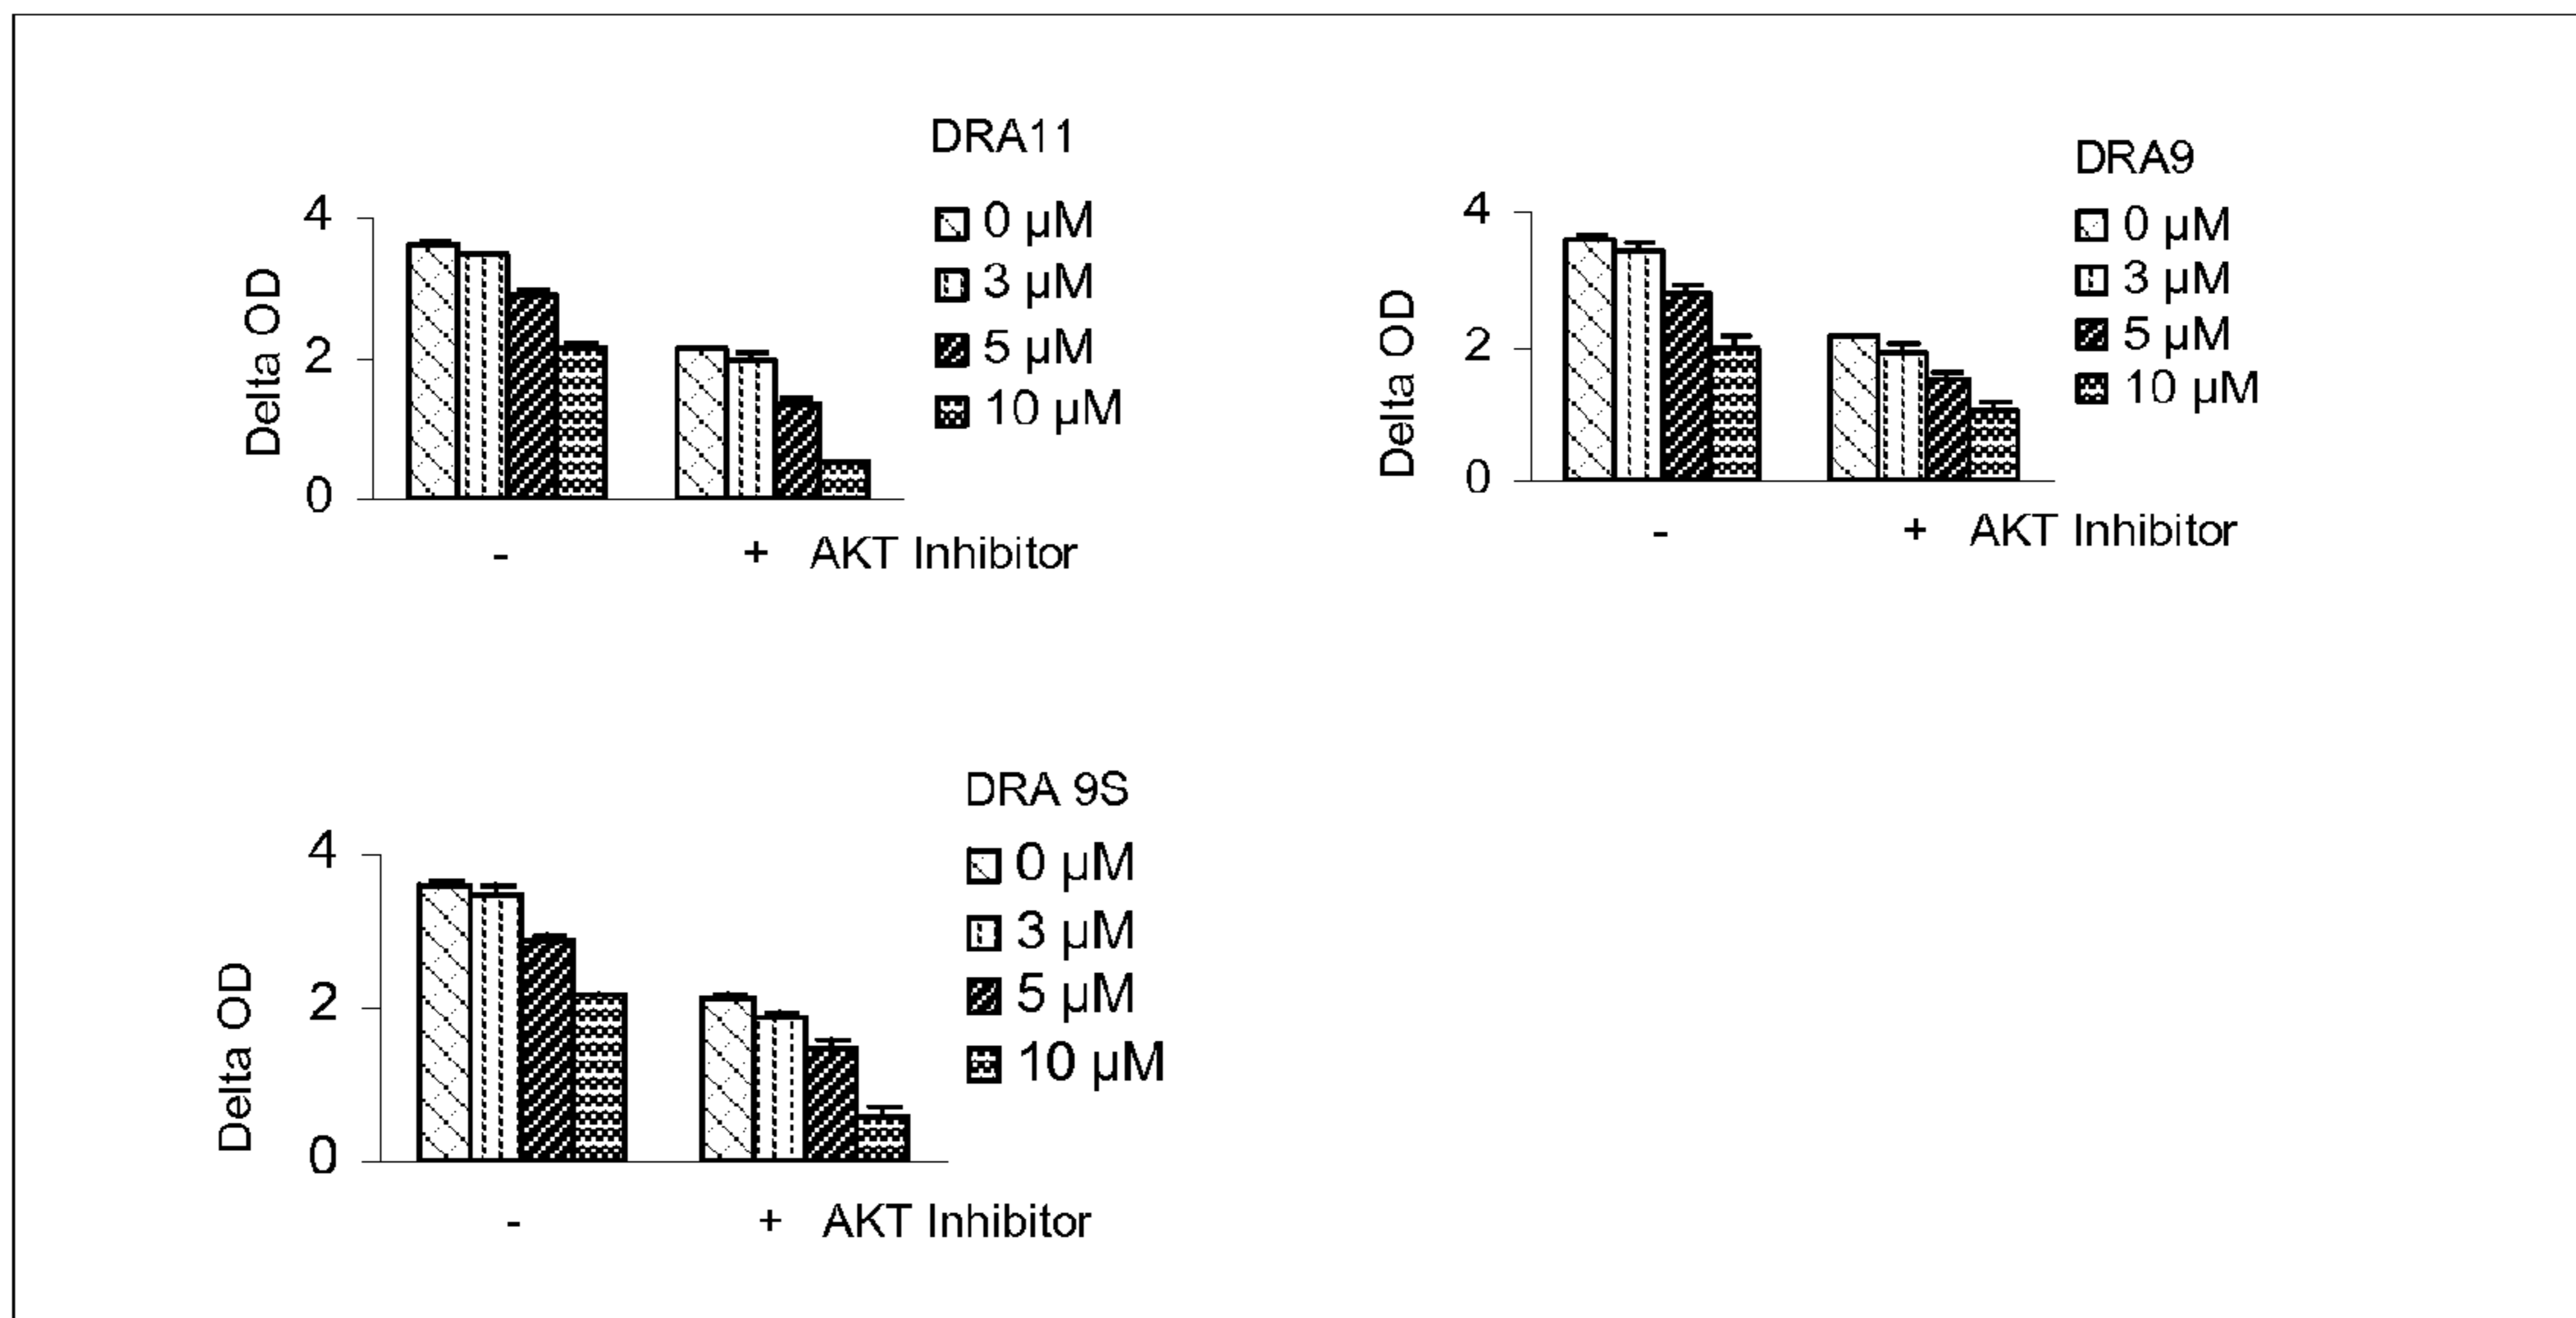 DRA11
0 µM
3 µM
5 µM
10 µM
4
2
0
Delta OD
- + AKT Inhibitor
DRA9
0 µM
3 µM
5 µM
10 µM
4
2
0
Delta OD
- + AKT Inhibitor
DRA 9S
0 µM
3 µM
5 µM
10 µM
4
2
0
Delta OD
- + AKT Inhibitor